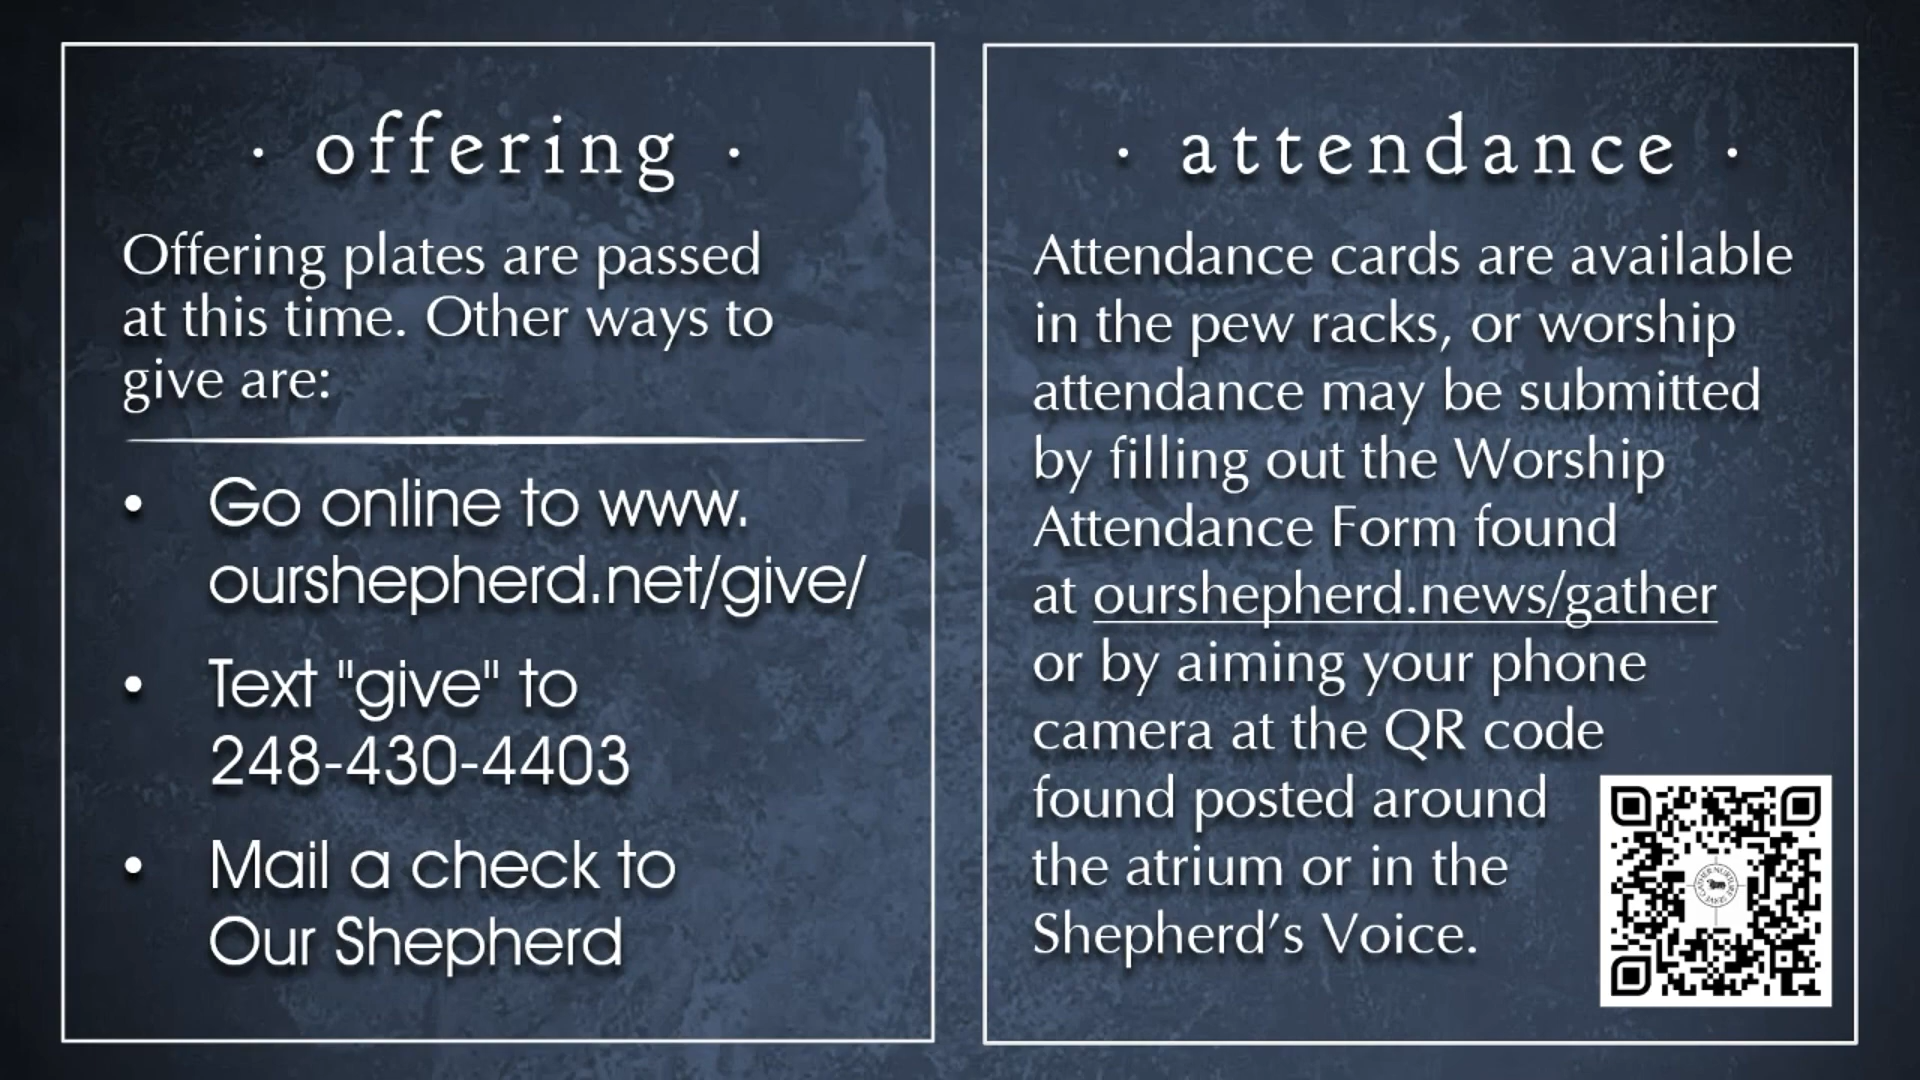 · offering ·
Offering plates are passed
at this time. Other ways to
give are:
• Go online to www.
ourshepherd.net/give/
• Text "give" to
248-430-4403
• Mail a check to
Our Shepherd
· attendance ·
Attendance cards are available
in the pew racks, or worship
attendance may be submitted
by filling out the Worship
Attendance Form found
at ourshepherd.news/gather
or by aiming your phone
camera at the QR code
found posted around
the atrium or in the
Shepherd’s Voice.
GATHER NURTURE